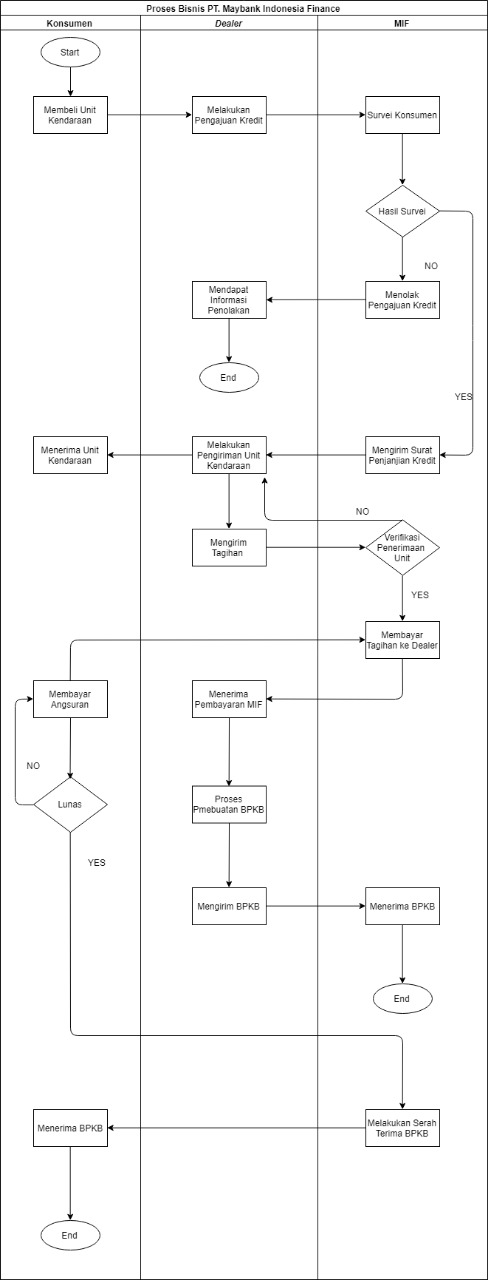 Proses Bisnis PT. Maybank Indonesia Finance
Konsumen
Dealer
MIF
Start
Membeli Unit
Kendaraan
Melakukan
Pengajuan Kredit
Survei Konsumen
Hasil Survei
NO
Mendapat
Informasi
Penolakan
Menolak
Pengajuan Kredit
End
YES
Menerima Unit
Kendaraan
Melakukan
Pengiriman Unit
Kendaraan
Mengirim Surat
Penjanjian Kredit
NO
Mengirim
Tagihan
Verifikasi
Penerimaan
Unit
YES
Membayar
Tagihan ke Dealer
Membayar
Angsuran
Menerima
Pembayaran MIF
NO
Lunas
Proses
Pmebuatan BPKB
YES
Mengirim BPKB
Menerima BPKB
End
Menerima BPKB
Melakukan Serah
Terima BPKB
End